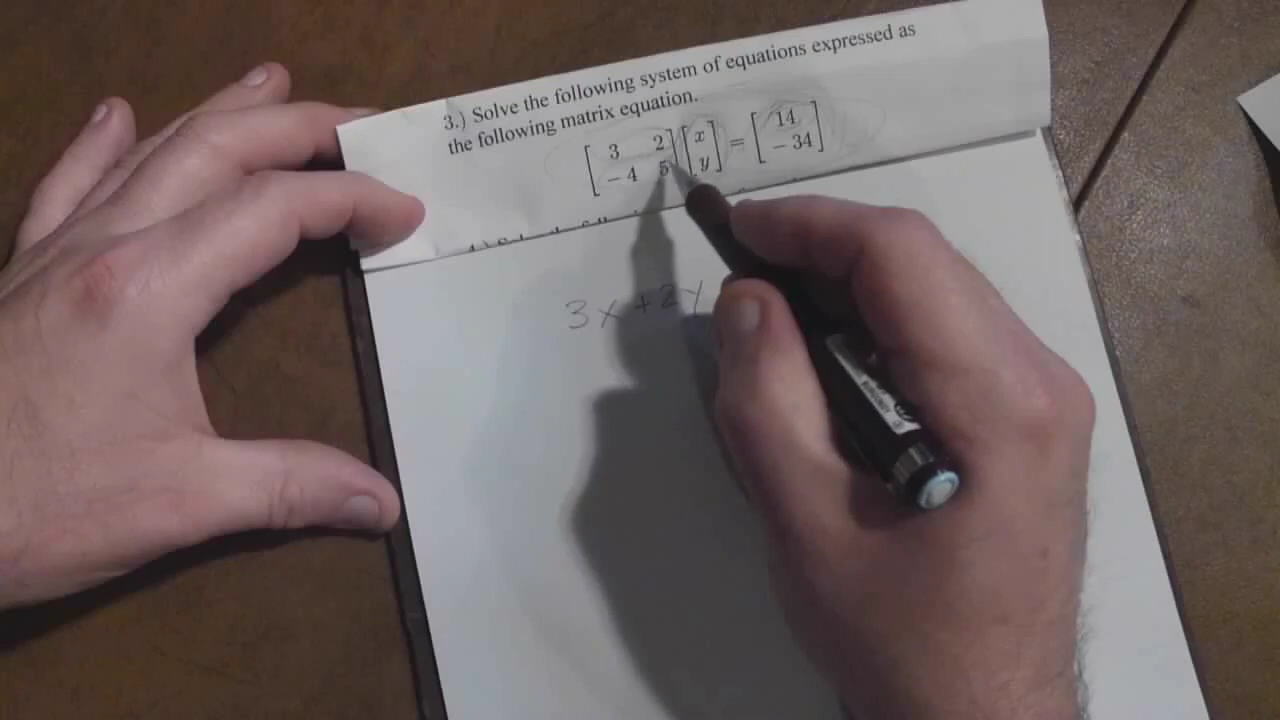 3.) Solve the following system of equations expressed as
the following matrix equation.
[ 3 2 ] [ x ] = [ 14 ]
[ -4 5 ] [ y ] [ -34 ]
3x+2y